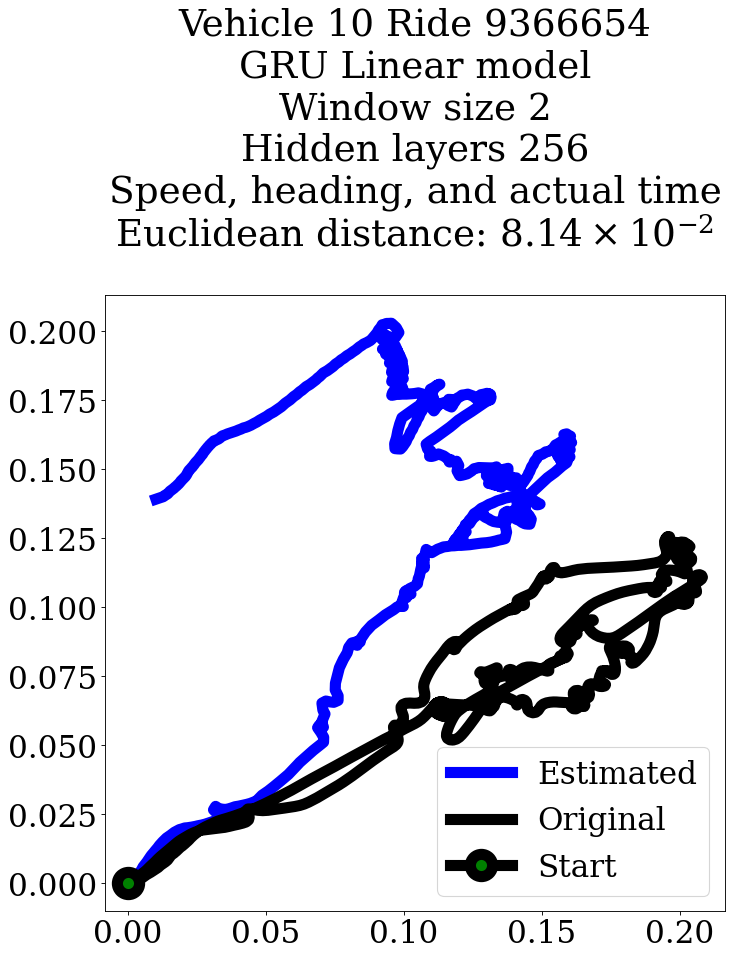 Vehicle 10 Ride 9366654
GRU Linear model
Window size 2
Hidden layers 256
Speed, heading, and actual time
Euclidean distance: 8.14 × 10⁻²
0.200
0.175
0.150
0.125
0.100
0.075
0.050
0.025
0.000
Estimated
Original
Start
0.00 0.05 0.10 0.15 0.20